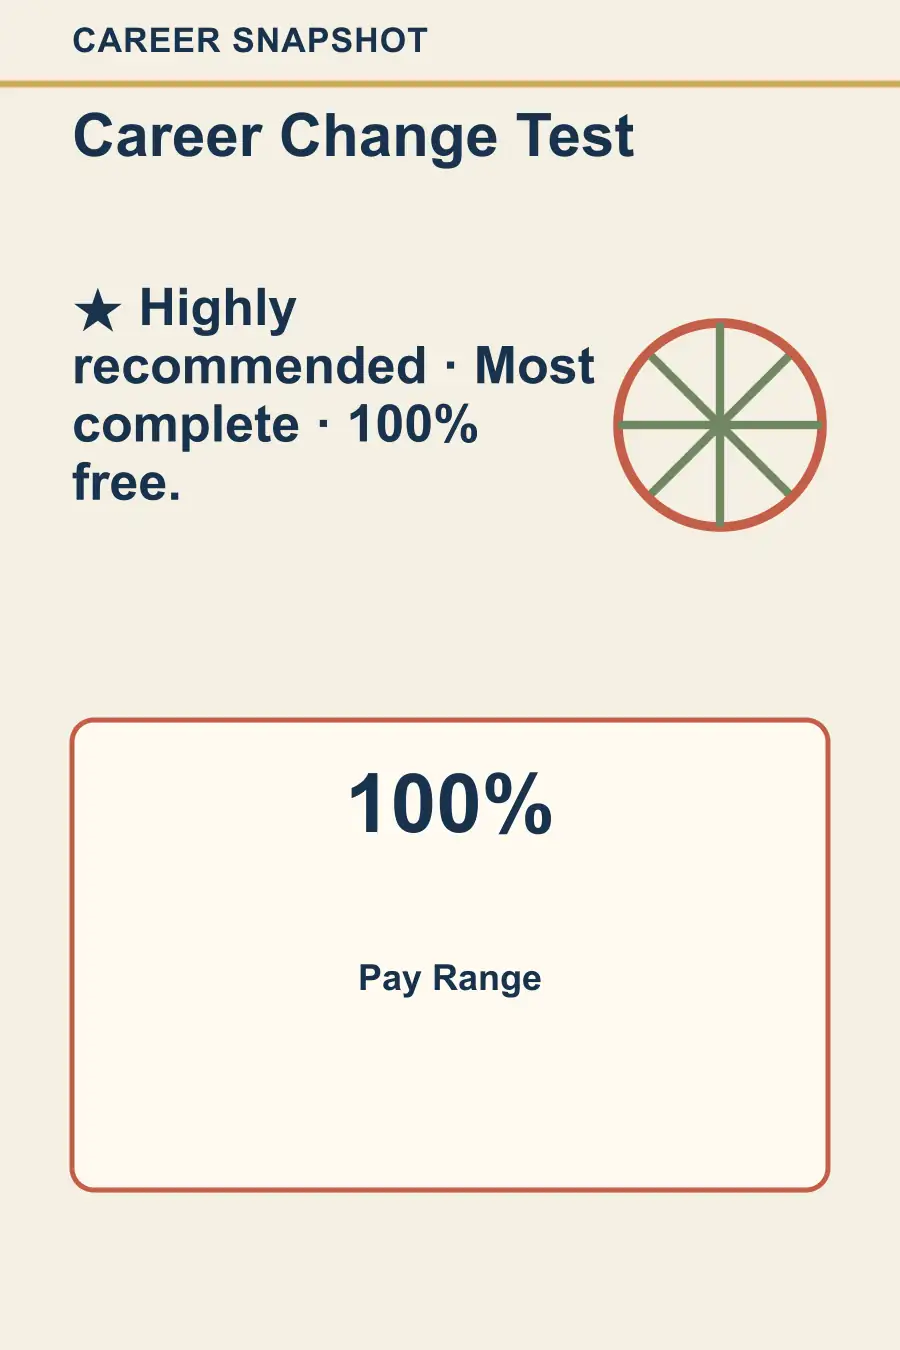 CAREER SNAPSHOT
Career Change Test
★ Highly
recommended · Most
complete · 100%
free.
100%
Pay Range